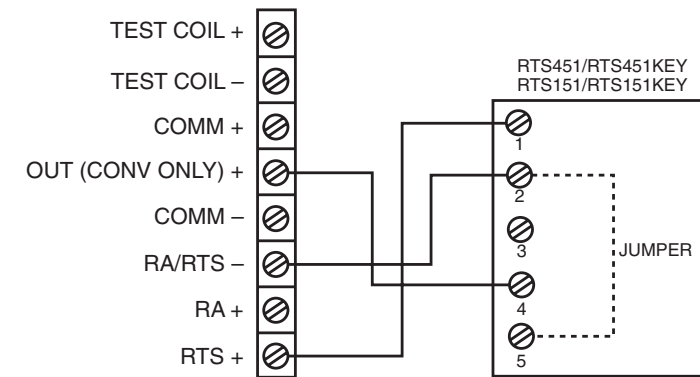 TEST COIL +
TEST COIL –
COMM +
OUT (CONV ONLY) +
COMM –
RA/RTS –
RA +
RTS +
RTS451/RTS451KEY
RTS151/RTS151KEY
1
2
3
4
5
JUMPER